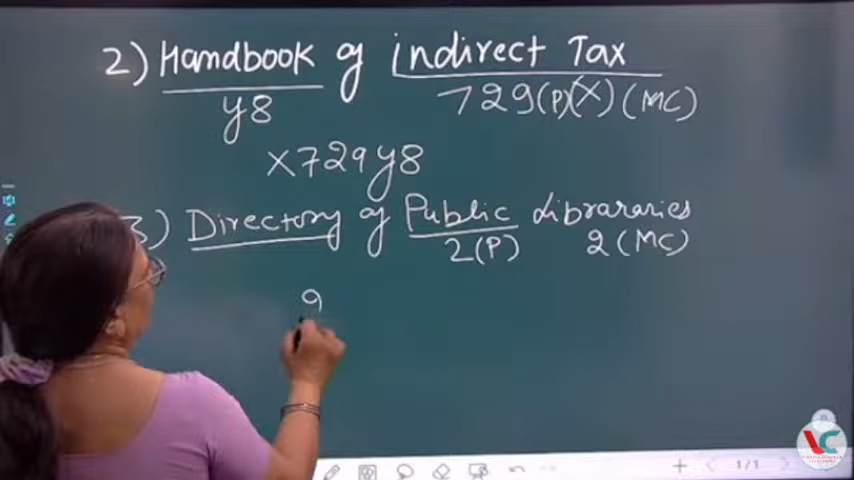 2) Handbook of indirect Tax
y8 729(P)(X) (MC)
X729y8
3) Directory of Public Librararies
2(P) 2(MC)
9
1/1
VC